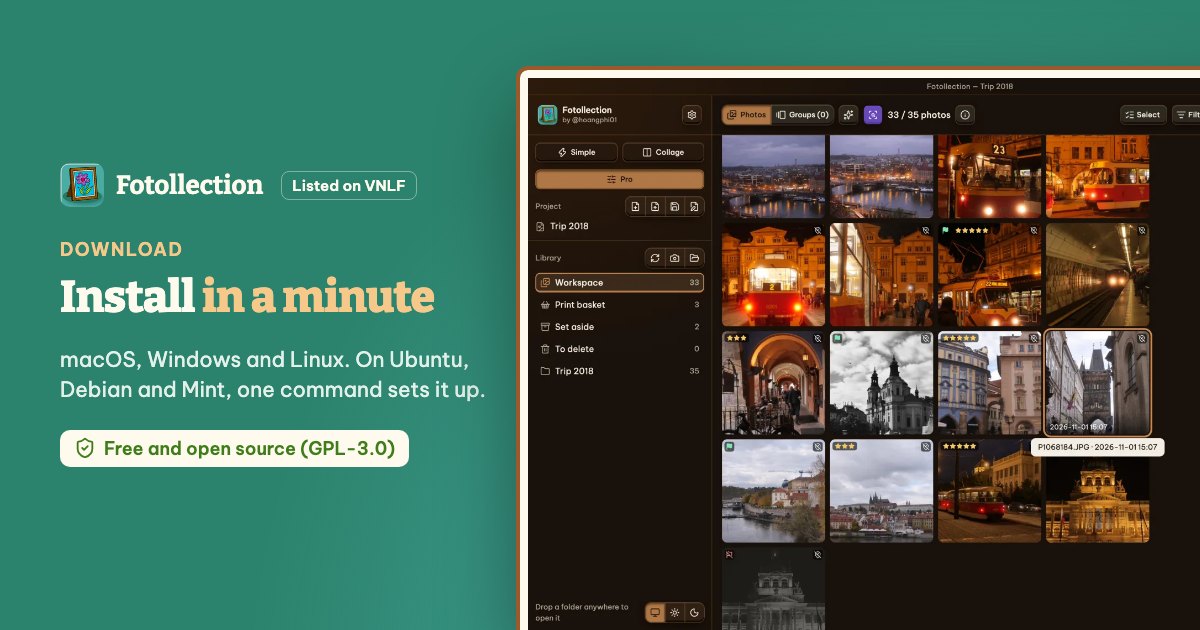 Fotollection
Listed on VNLF
DOWNLOAD
Install in a minute
macOS, Windows and Linux. On Ubuntu,
Debian and Mint, one command sets it up.
Free and open source (GPL-3.0)
Fotollection — Trip 2018
Fotollection
by @hoangphi01
Simple
Collage
Pro
Project
Trip 2018
Library
Workspace 33
Print basket 3
Set aside 2
To delete 0
Trip 2018 35
Drop a folder anywhere to
open it
Photos
Groups (0)
33 / 35 photos
Select
23
2
2026-11-01 15:07
P1068184.JPG · 2026-11-01 15:07